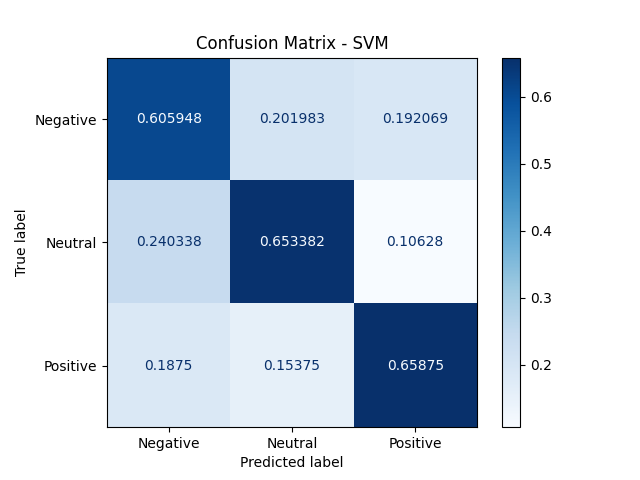 Confusion Matrix - SVM
Negative
0.605948 0.201983 0.192069
Neutral
0.240338 0.653382 0.10628
Positive
0.1875 0.15375 0.65875
True label
Negative Neutral Positive
Predicted label
0.6
0.5
0.4
0.3
0.2